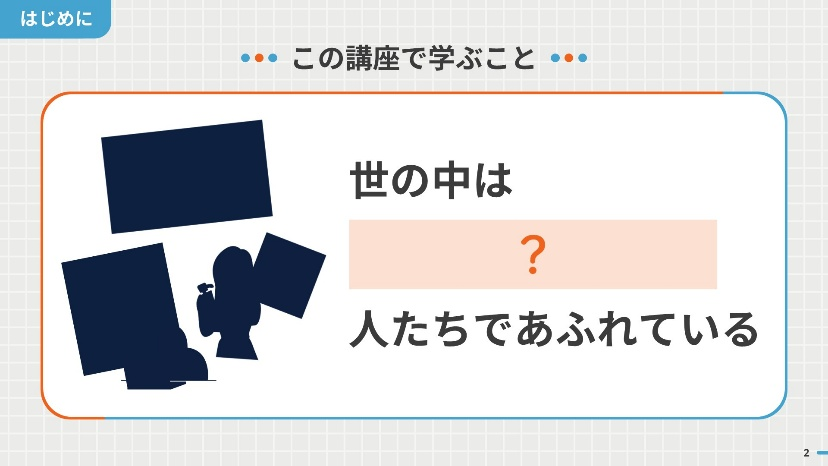 はじめに
この講座で学ぶこと
世の中は
？
人たちであふれている
2